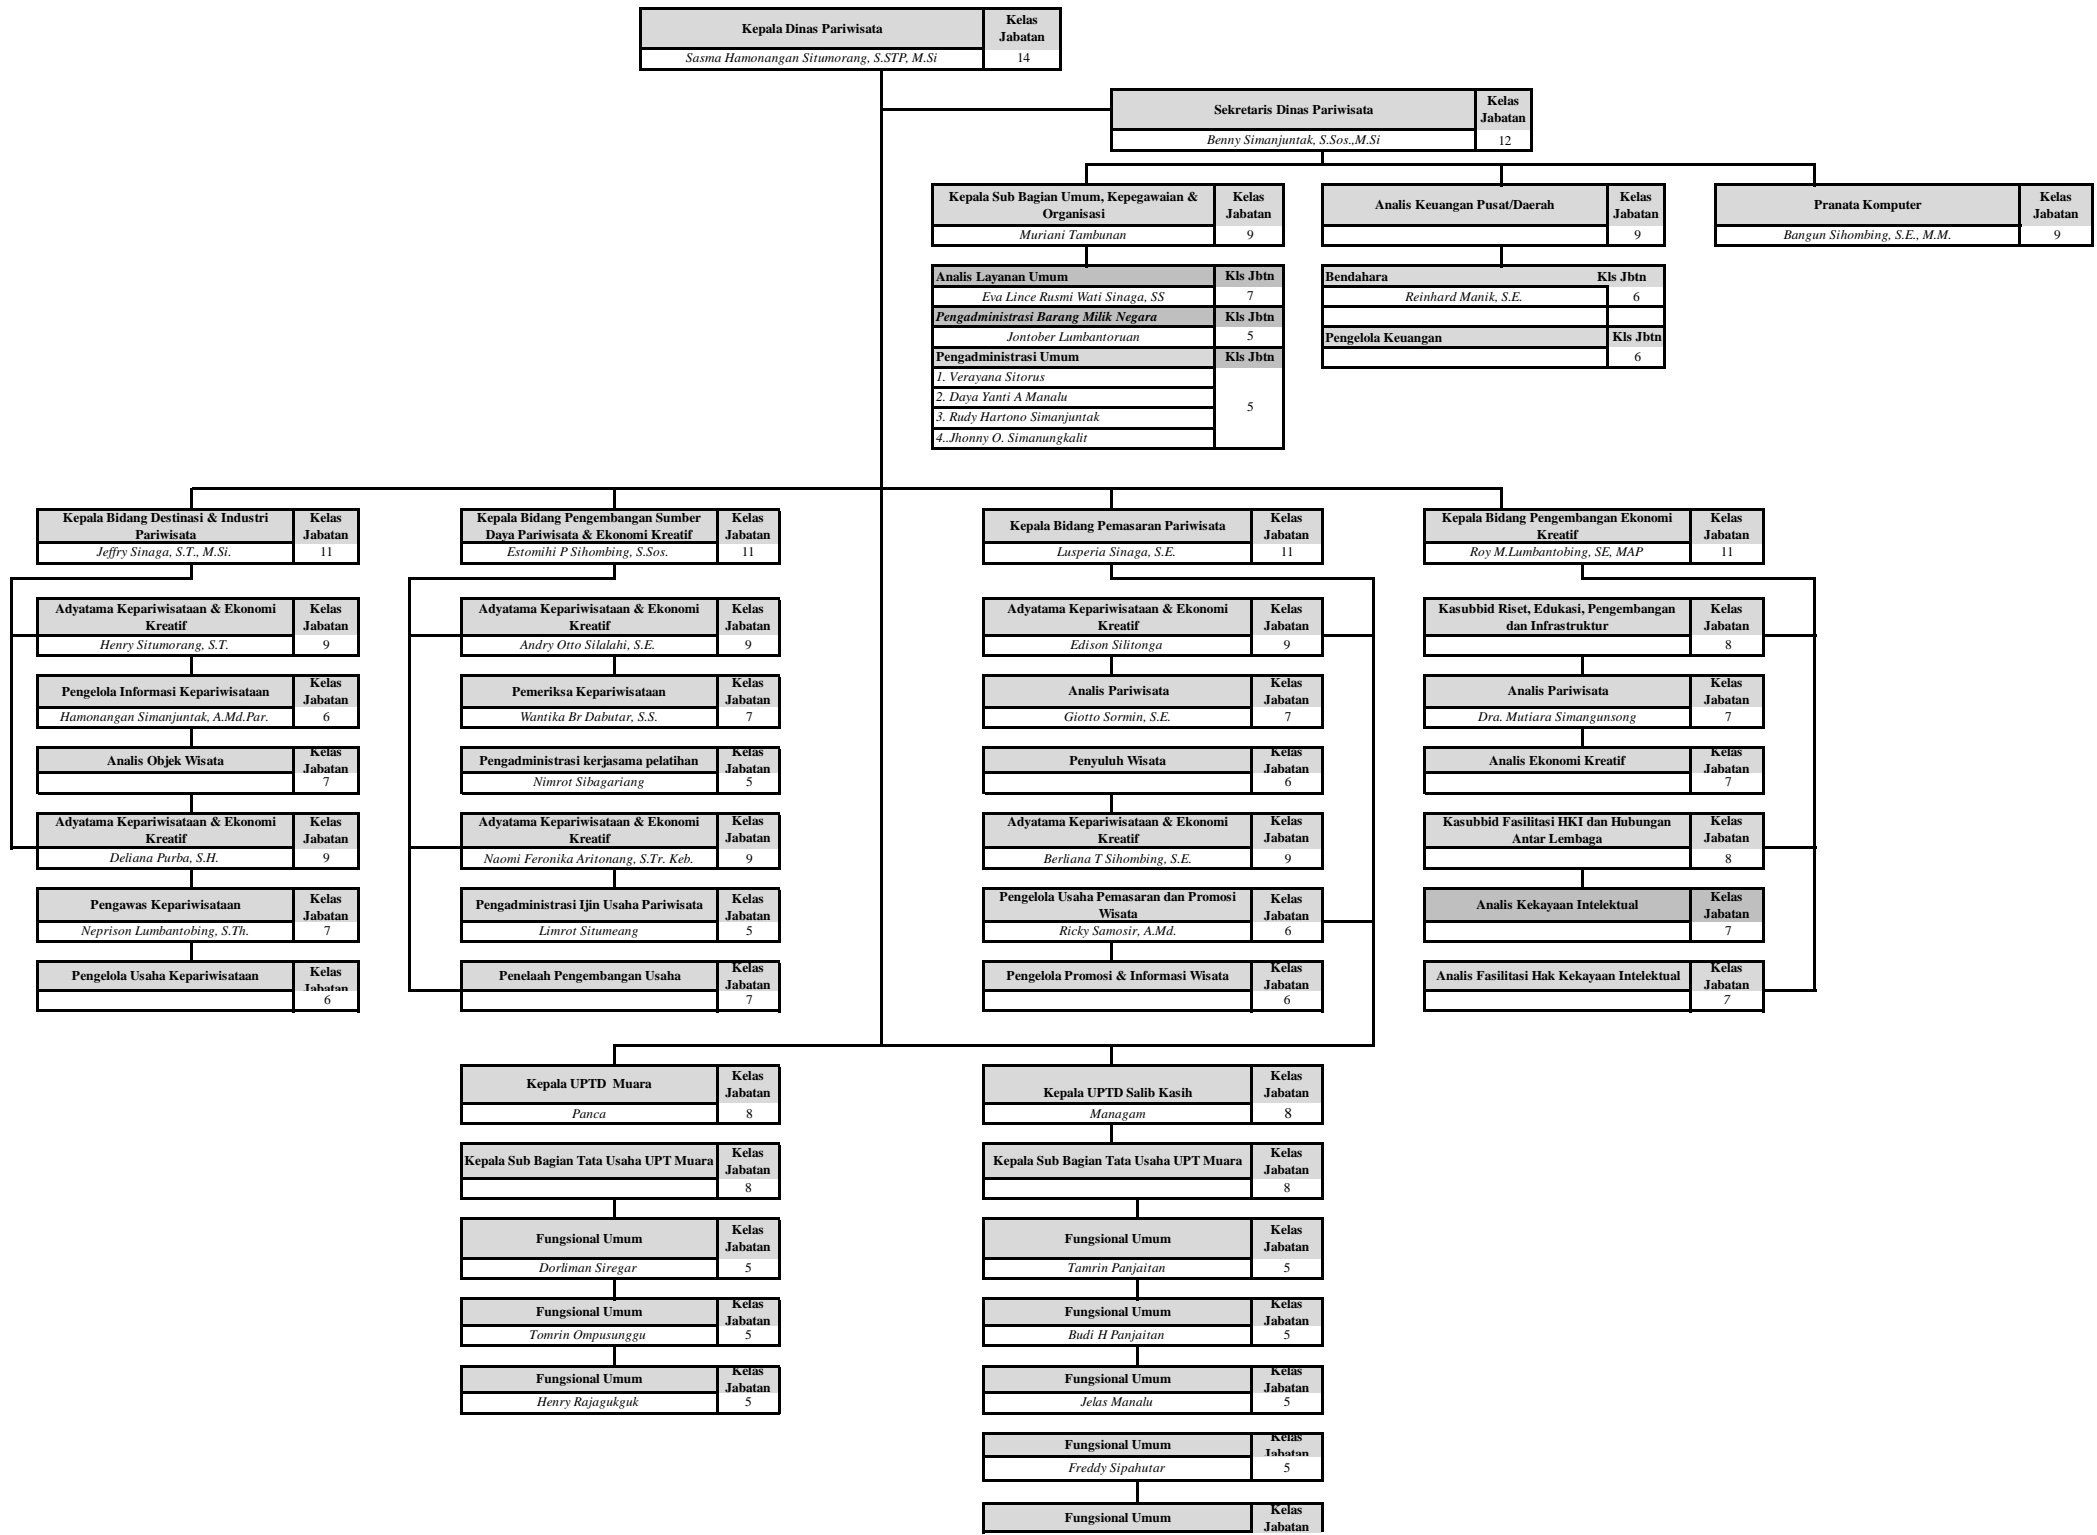 Kepala Dinas Pariwisata
Kelas
Jabatan
Sasma Hamonangan Situmorang, S.STP, M.Si
14
Sekretaris Dinas Pariwisata
Kelas
Jabatan
Benny Simanjuntak, S.Sos.,M.Si
12
Kepala Sub Bagian Umum, Kepegawaian &
Organisasi
Kelas
Jabatan
Muriani Tambunan
9
Analis Keuangan Pusat/Daerah
Kelas
Jabatan
9
Pranata Komputer
Kelas
Jabatan
Bangun Sihombing, S.E., M.M.
9
Analis Layanan Umum
Kls Jbtn
Eva Lince Rusmi Wati Sinaga, SS
7
Pengadministrasi Barang Milik Negara
Kls Jbtn
Jontober Lumbantoruan
5
Pengadministrasi Umum
Kls Jbtn
1. Verayana Sitorus
2. Daya Yanti A Manalu
3. Rudy Hartono Simanjuntak
4..Jhonny O. Simanungkalit
5
Bendahara
Kls Jbtn
Reinhard Manik, S.E.
6
Pengelola Keuangan
Kls Jbtn
6
Kepala Bidang Destinasi & Industri
Pariwisata
Kelas
Jabatan
Jeffry Sinaga, S.T., M.Si.
11
Kepala Bidang Pengembangan Sumber
Daya Pariwisata & Ekonomi Kreatif
Kelas
Jabatan
Estomihi P Sihombing, S.Sos.
11
Kepala Bidang Pemasaran Pariwisata
Kelas
Jabatan
Lusperia Sinaga, S.E.
11
Kepala Bidang Pengembangan Ekonomi
Kreatif
Kelas
Jabatan
Roy M.Lumbantobing, SE, MAP
11
Adyatama Kepariwisataan & Ekonomi
Kreatif
Kelas
Jabatan
Henry Situmorang, S.T.
9
Adyatama Kepariwisataan & Ekonomi
Kreatif
Kelas
Jabatan
Andry Otto Silalahi, S.E.
9
Adyatama Kepariwisataan & Ekonomi
Kreatif
Kelas
Jabatan
Edison Silitonga
9
Kasubbid Riset, Edukasi, Pengembangan
dan Infrastruktur
Kelas
Jabatan
8
Pengelola Informasi Kepariwisataan
Kelas
Jabatan
Hamonangan Simanjuntak, A.Md.Par.
6
Pemeriksa Kepariwisataan
Kelas
Jabatan
Wantika Br Dabutar, S.S.
7
Analis Pariwisata
Kelas
Jabatan
Giotto Sormin, S.E.
7
Analis Pariwisata
Kelas
Jabatan
Dra. Mutiara Simangunsong
7
Analis Objek Wisata
Kelas
Jabatan
7
Pengadministrasi kerjasama pelatihan
Kelas
Jabatan
Nimrot Sibagariang
5
Penyuluh Wisata
Kelas
Jabatan
6
Analis Ekonomi Kreatif
Kelas
Jabatan
7
Adyatama Kepariwisataan & Ekonomi
Kreatif
Kelas
Jabatan
Deliana Purba, S.H.
9
Adyatama Kepariwisataan & Ekonomi
Kreatif
Kelas
Jabatan
Naomi Feronika Aritonang, S.Tr. Keb.
9
Adyatama Kepariwisataan & Ekonomi
Kreatif
Kelas
Jabatan
Berliana T Sihombing, S.E.
9
Kasubbid Fasilitasi HKI dan Hubungan
Antar Lembaga
Kelas
Jabatan
8
Pengawas Kepariwisataan
Kelas
Jabatan
Neprison Lumbantobing, S.Th.
7
Pengadministrasi Ijin Usaha Pariwisata
Kelas
Jabatan
Limrot Situmeang
5
Pengelola Usaha Pemasaran dan Promosi
Wisata
Kelas
Jabatan
Ricky Samosir, A.Md.
6
Analis Kekayaan Intelektual
Kelas
Jabatan
7
Pengelola Usaha Kepariwisataan
Kelas
Jabatan
6
Penelaah Pengembangan Usaha
Kelas
Jabatan
7
Pengelola Promosi & Informasi Wisata
Kelas
Jabatan
6
Analis Fasilitasi Hak Kekayaan Intelektual
Kelas
Jabatan
7
Kepala UPTD Muara
Kelas
Jabatan
Panca
8
Kepala UPTD Salib Kasih
Kelas
Jabatan
Managam
8
Kepala Sub Bagian Tata Usaha UPT Muara
Kelas
Jabatan
8
Kepala Sub Bagian Tata Usaha UPT Muara
Kelas
Jabatan
8
Fungsional Umum
Kelas
Jabatan
Dorliman Siregar
5
Fungsional Umum
Kelas
Jabatan
Tamrin Panjaitan
5
Fungsional Umum
Kelas
Jabatan
Tomrin Ompusunggu
5
Fungsional Umum
Kelas
Jabatan
Budi H Panjaitan
5
Fungsional Umum
Kelas
Jabatan
Henry Rajagukguk
5
Fungsional Umum
Kelas
Jabatan
Jelas Manalu
5
Fungsional Umum
Kelas
Jabatan
Freddy Sipahutar
5
Fungsional Umum
Kelas
Jabatan